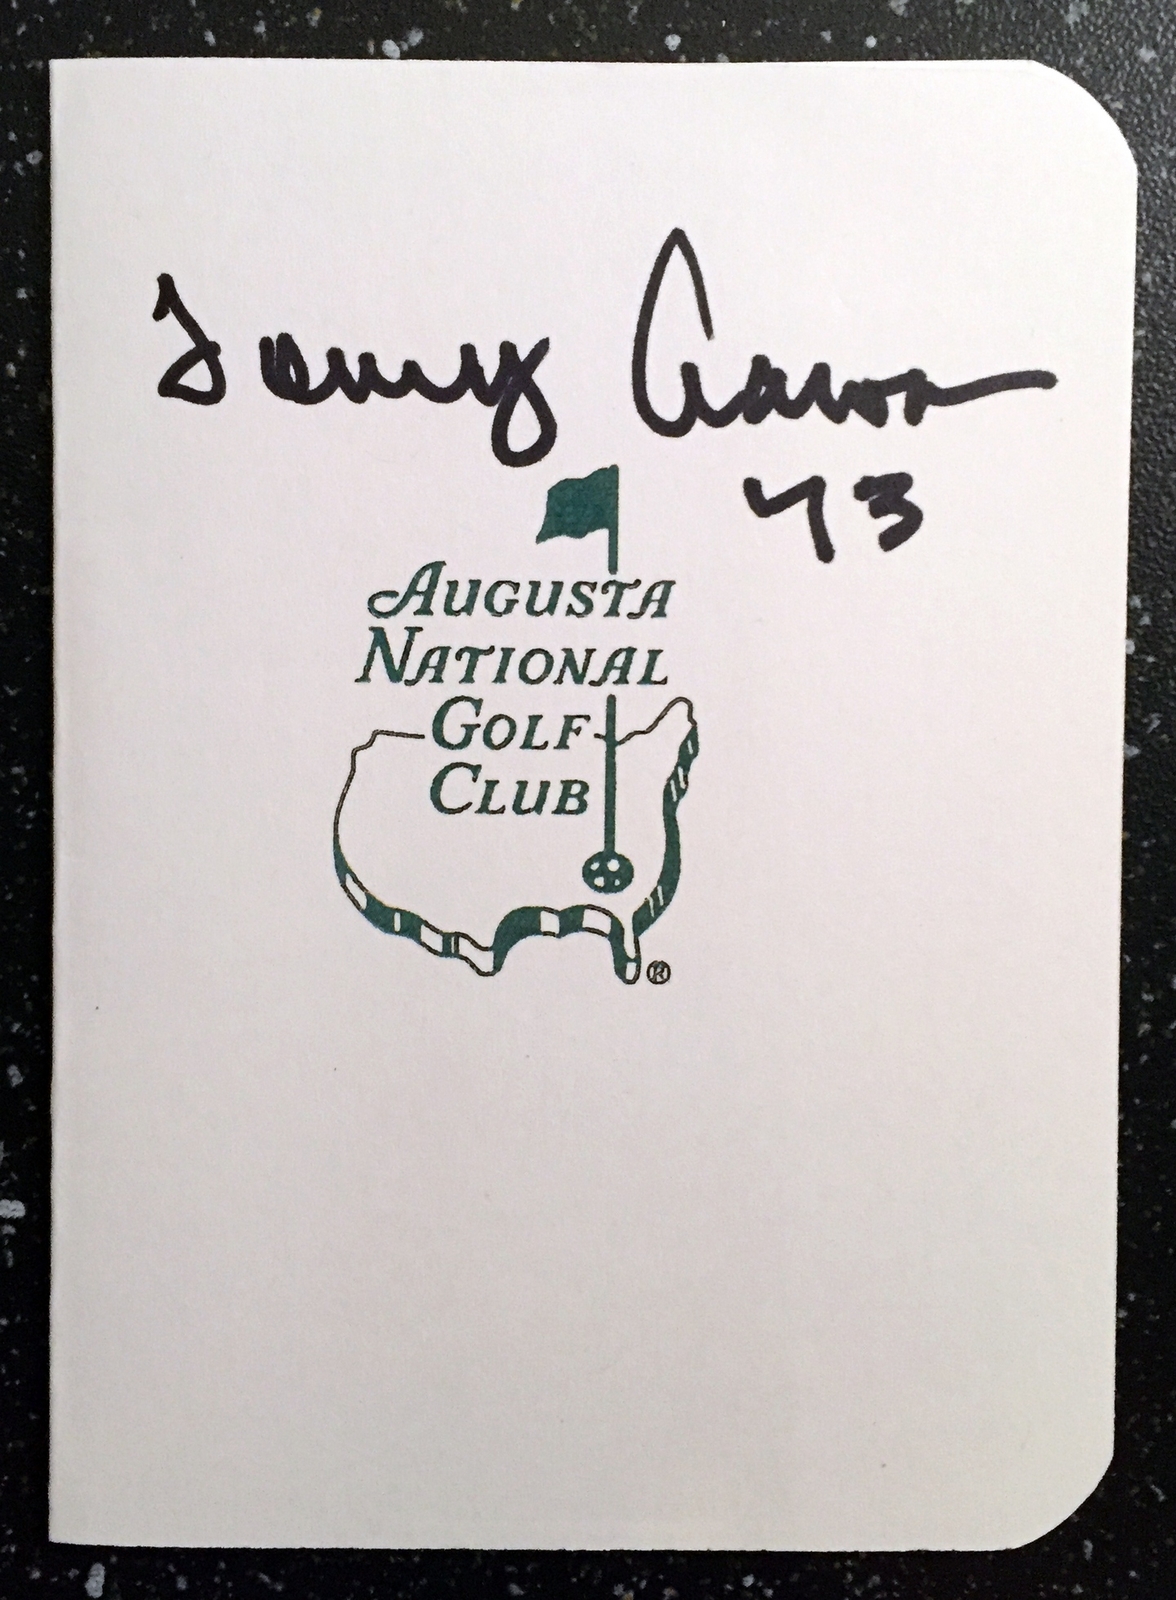 Tommy Aaron
73
AUGUSTA
NATIONAL
GOLF
CLUB
®